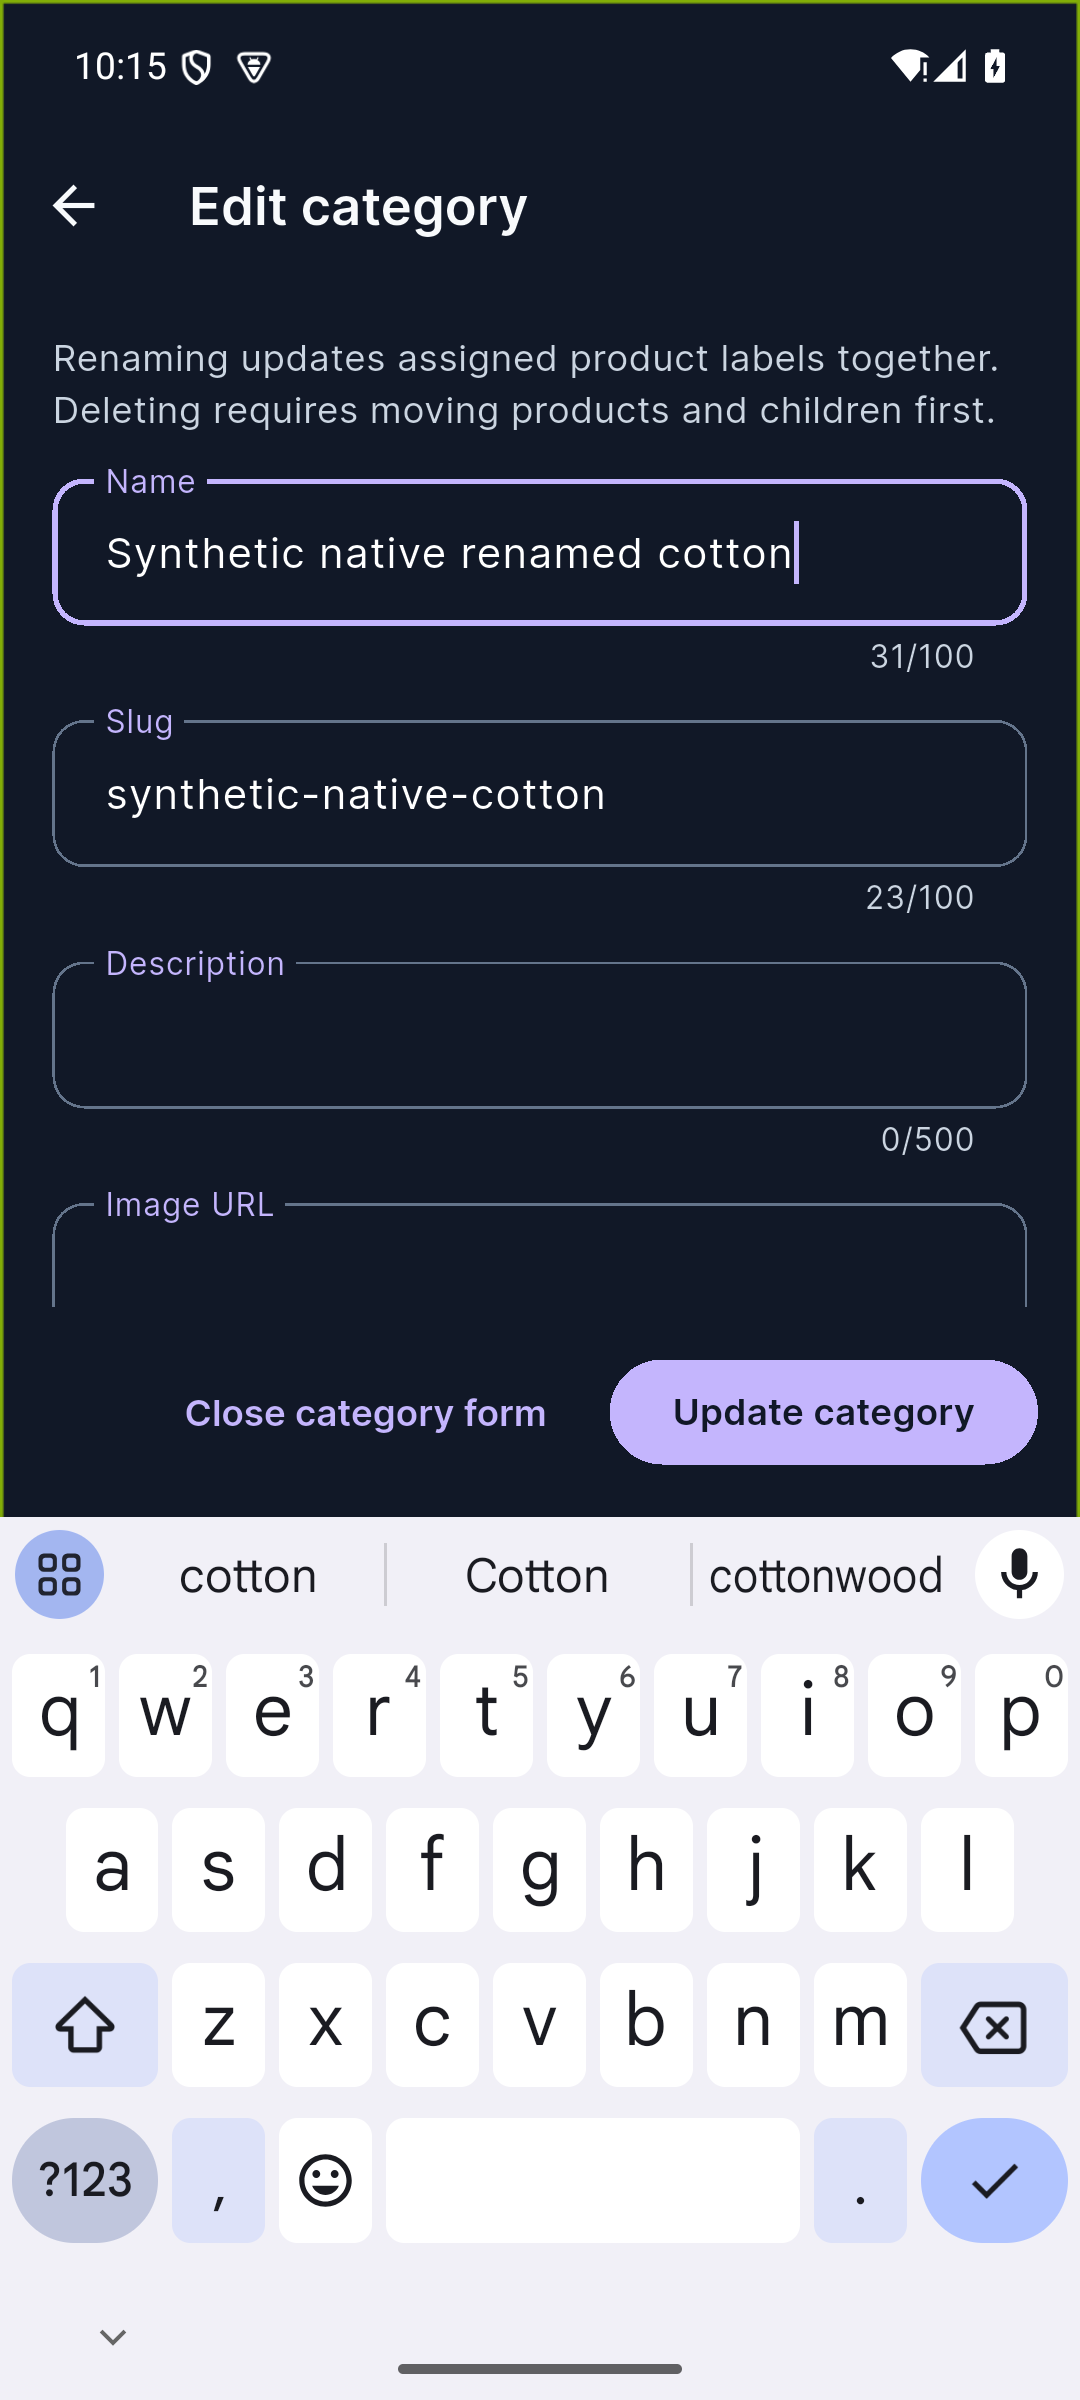 10:15
Edit category
Renaming updates assigned product labels together.
Deleting requires moving products and children first.
Name
Synthetic native renamed cotton
31/100
Slug
synthetic-native-cotton
23/100
Description
0/500
Image URL
Close category form
Update category
cotton
Cotton
cottonwood
q1 w2 e3 r4 t5 y6 u7 i8 o9 p0
a s d f g h j k l
z x c v b n m
?123 , .